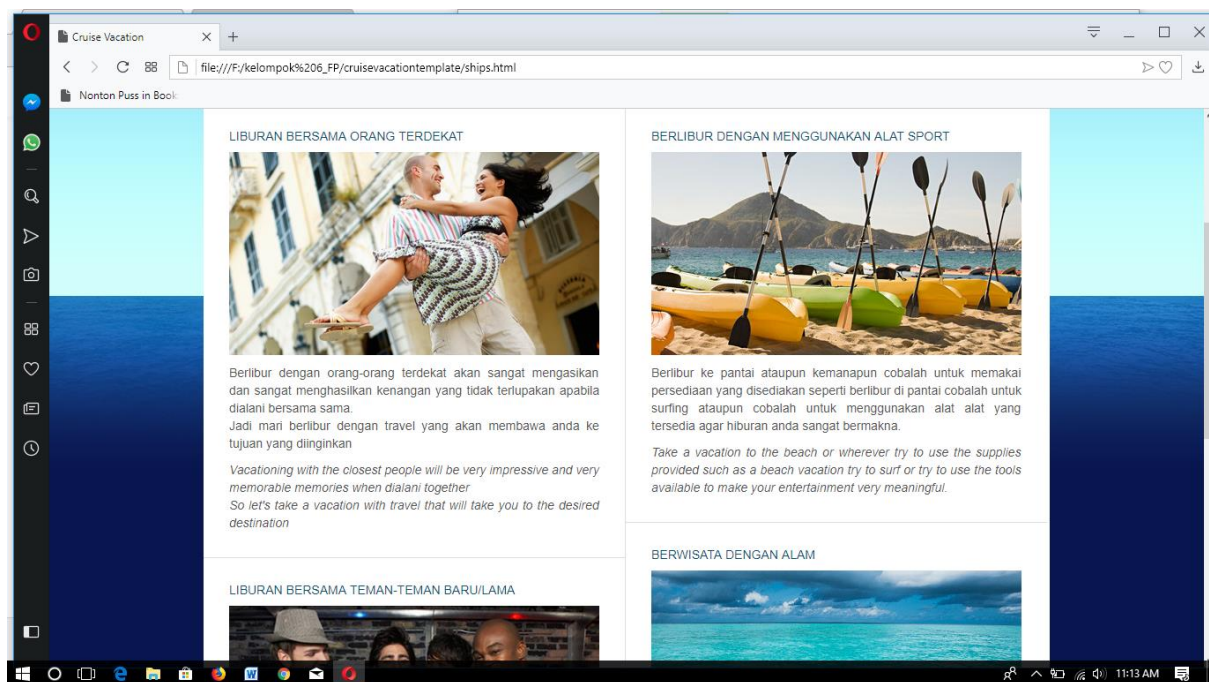 Cruise Vacation
file:///F:/kelompok%206_FP/cruisevacationtemplate/ships.html
Nonton Puss in Book
LIBURAN BERSAMA ORANG TERDEKAT
Berlibur dengan orang-orang terdekat akan sangat mengasikan
dan sangat menghasilkan kenangan yang tidak terlupakan apabila
dialani bersama sama.
Jadi mari berlibur dengan travel yang akan membawa anda ke
tujuan yang diinginkan
Vacationing with the closest people will be very impressive and very
memorable memories when dialani together
So let's take a vacation with travel that will take you to the desired
destination
LIBURAN BERSAMA TEMAN-TEMAN BARU/LAMA
BERLIBUR DENGAN MENGGUNAKAN ALAT SPORT
Berlibur ke pantai ataupun kemanapun cobalah untuk memakai
persediaan yang disediakan seperti berlibur di pantai cobalah untuk
surfing ataupun cobalah untuk menggunakan alat alat yang
tersedia agar hiburan anda sangat bermakna.
Take a vacation to the beach or wherever try to use the supplies
provided such as a beach vacation try to surf or try to use the tools
available to make your entertainment very meaningful.
BERWISATA DENGAN ALAM
11:13 AM